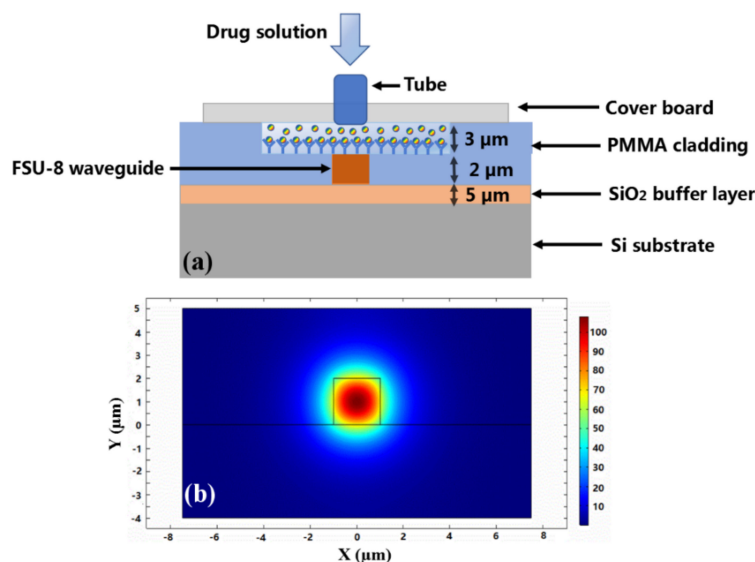 Drug solution
Tube
Cover board
3 μm
PMMA cladding
FSU-8 waveguide
2 μm
5 μm
SiO₂ buffer layer
Si substrate
(a)
5
4
3
2
1
0
-1
-2
-3
-4
Y (μm)
(b)
-8 -6 -4 -2 0 2 4 6 8
X (μm)
100
90
80
70
60
50
40
30
20
10